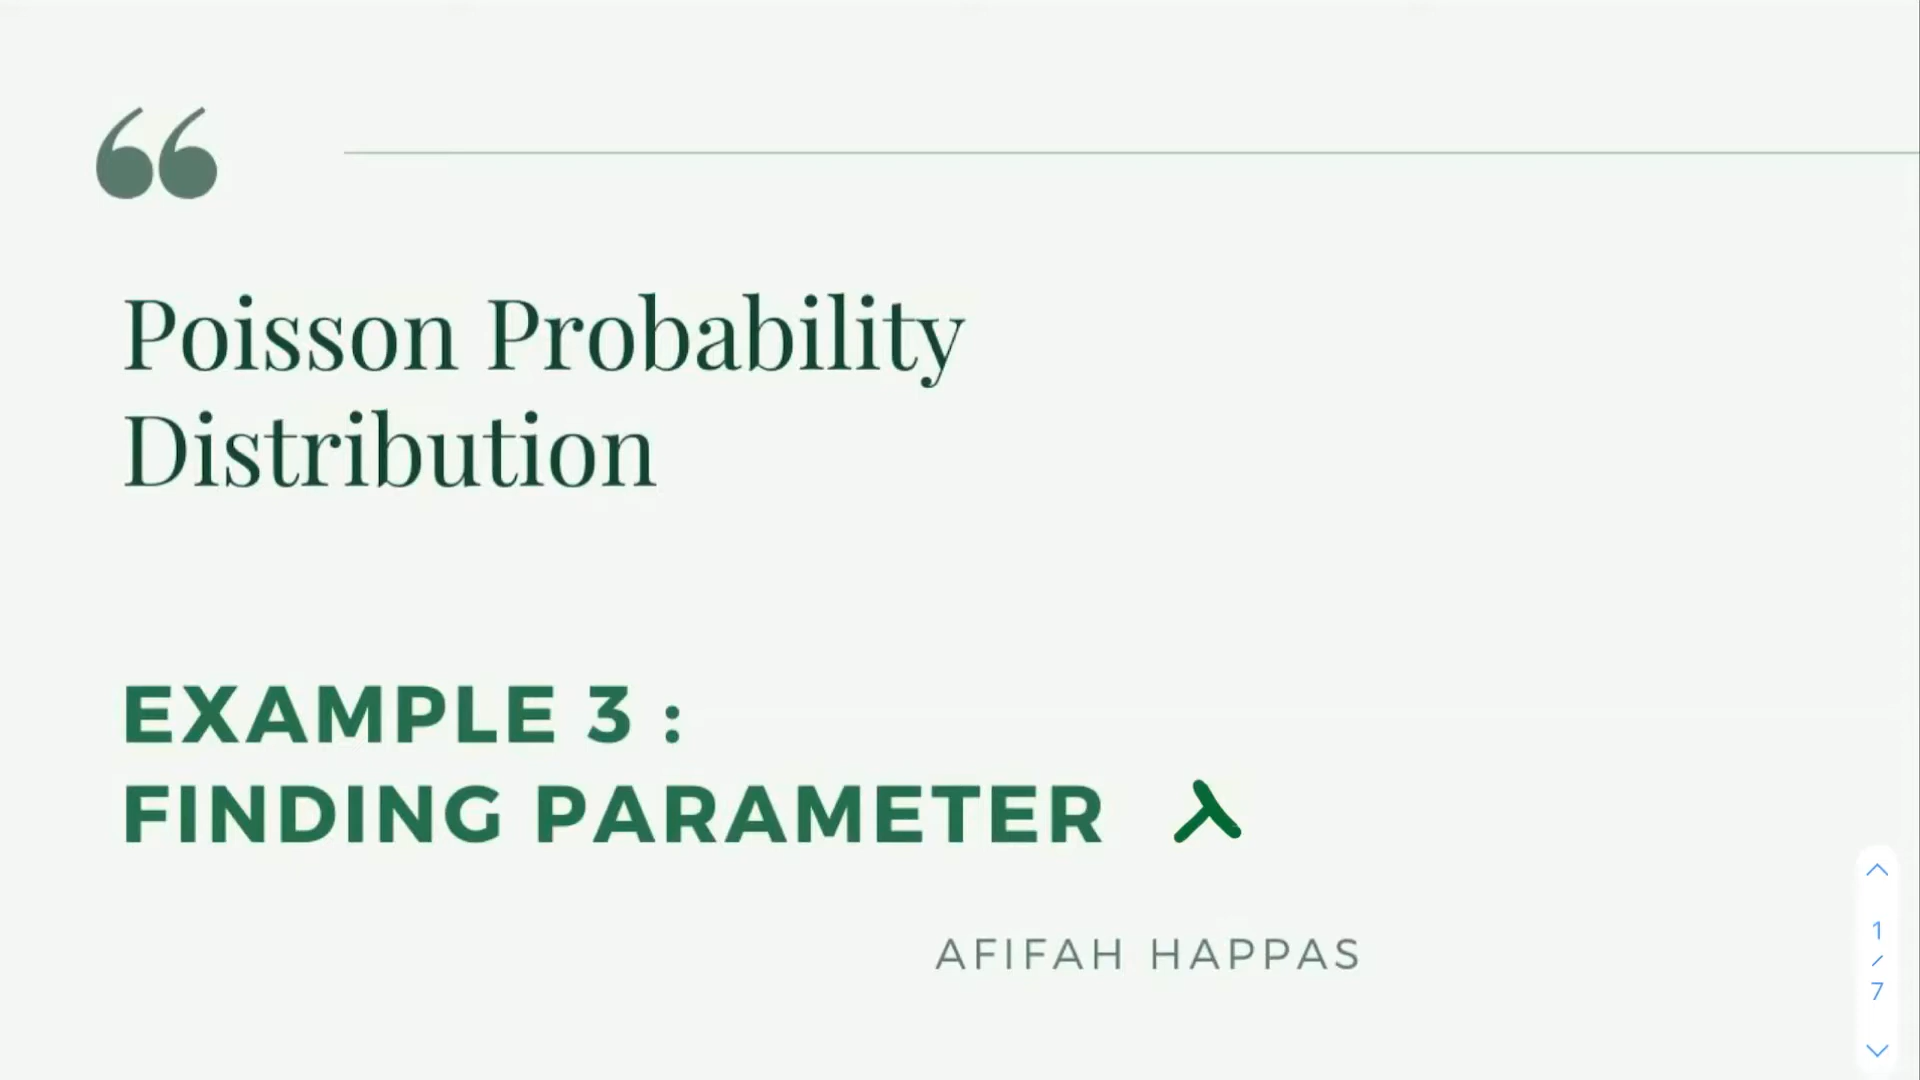 “
Poisson Probability
Distribution
EXAMPLE 3 :
FINDING PARAMETER λ
AFIFAH HAPPAS
1
/
7